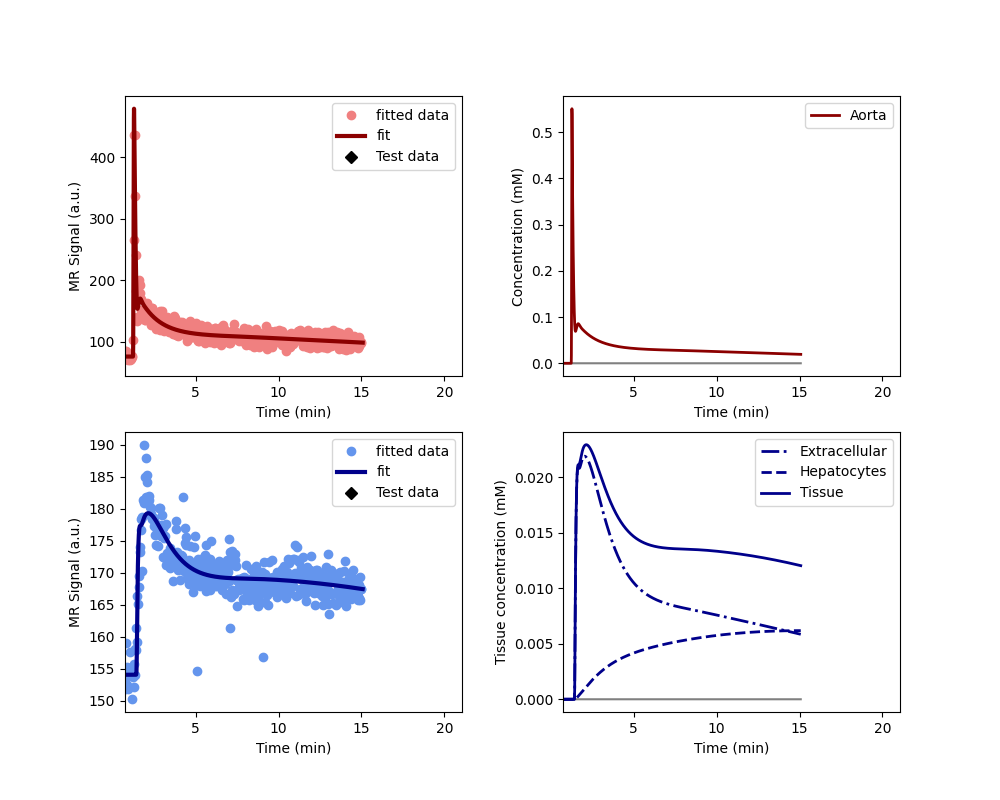 400
300
200
100
5
10
15
20
MR Signal (a.u.)
Time (min)
fitted data
fit
Test data
0.5
0.4
0.3
0.2
0.1
0.0
5
10
15
20
Concentration (mM)
Time (min)
Aorta
190
185
180
175
170
165
160
155
150
5
10
15
20
MR Signal (a.u.)
Time (min)
fitted data
fit
Test data
0.020
0.015
0.010
0.005
0.000
5
10
15
20
Tissue concentration (mM)
Time (min)
Extracellular
Hepatocytes
Tissue